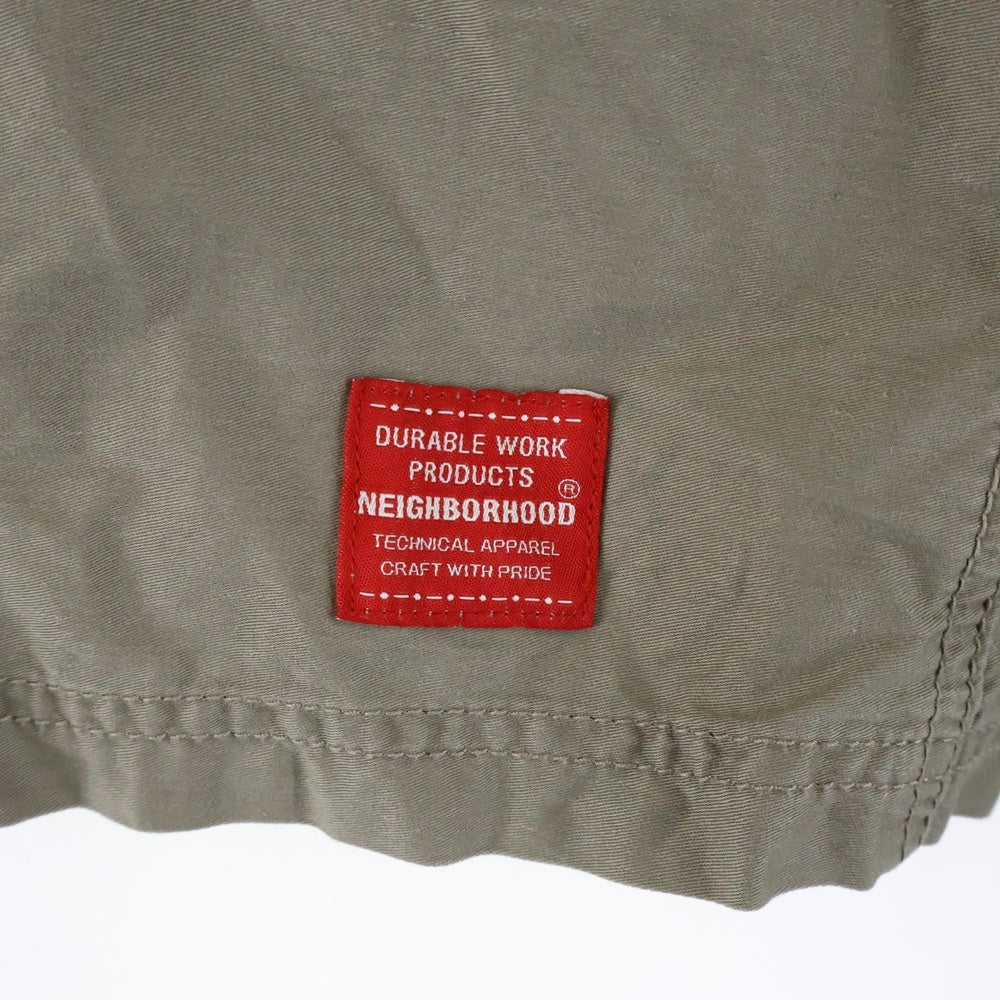 DURABLE WORK
PRODUCTS
NEIGHBORHOOD®
TECHNICAL APPAREL
CRAFT WITH PRIDE